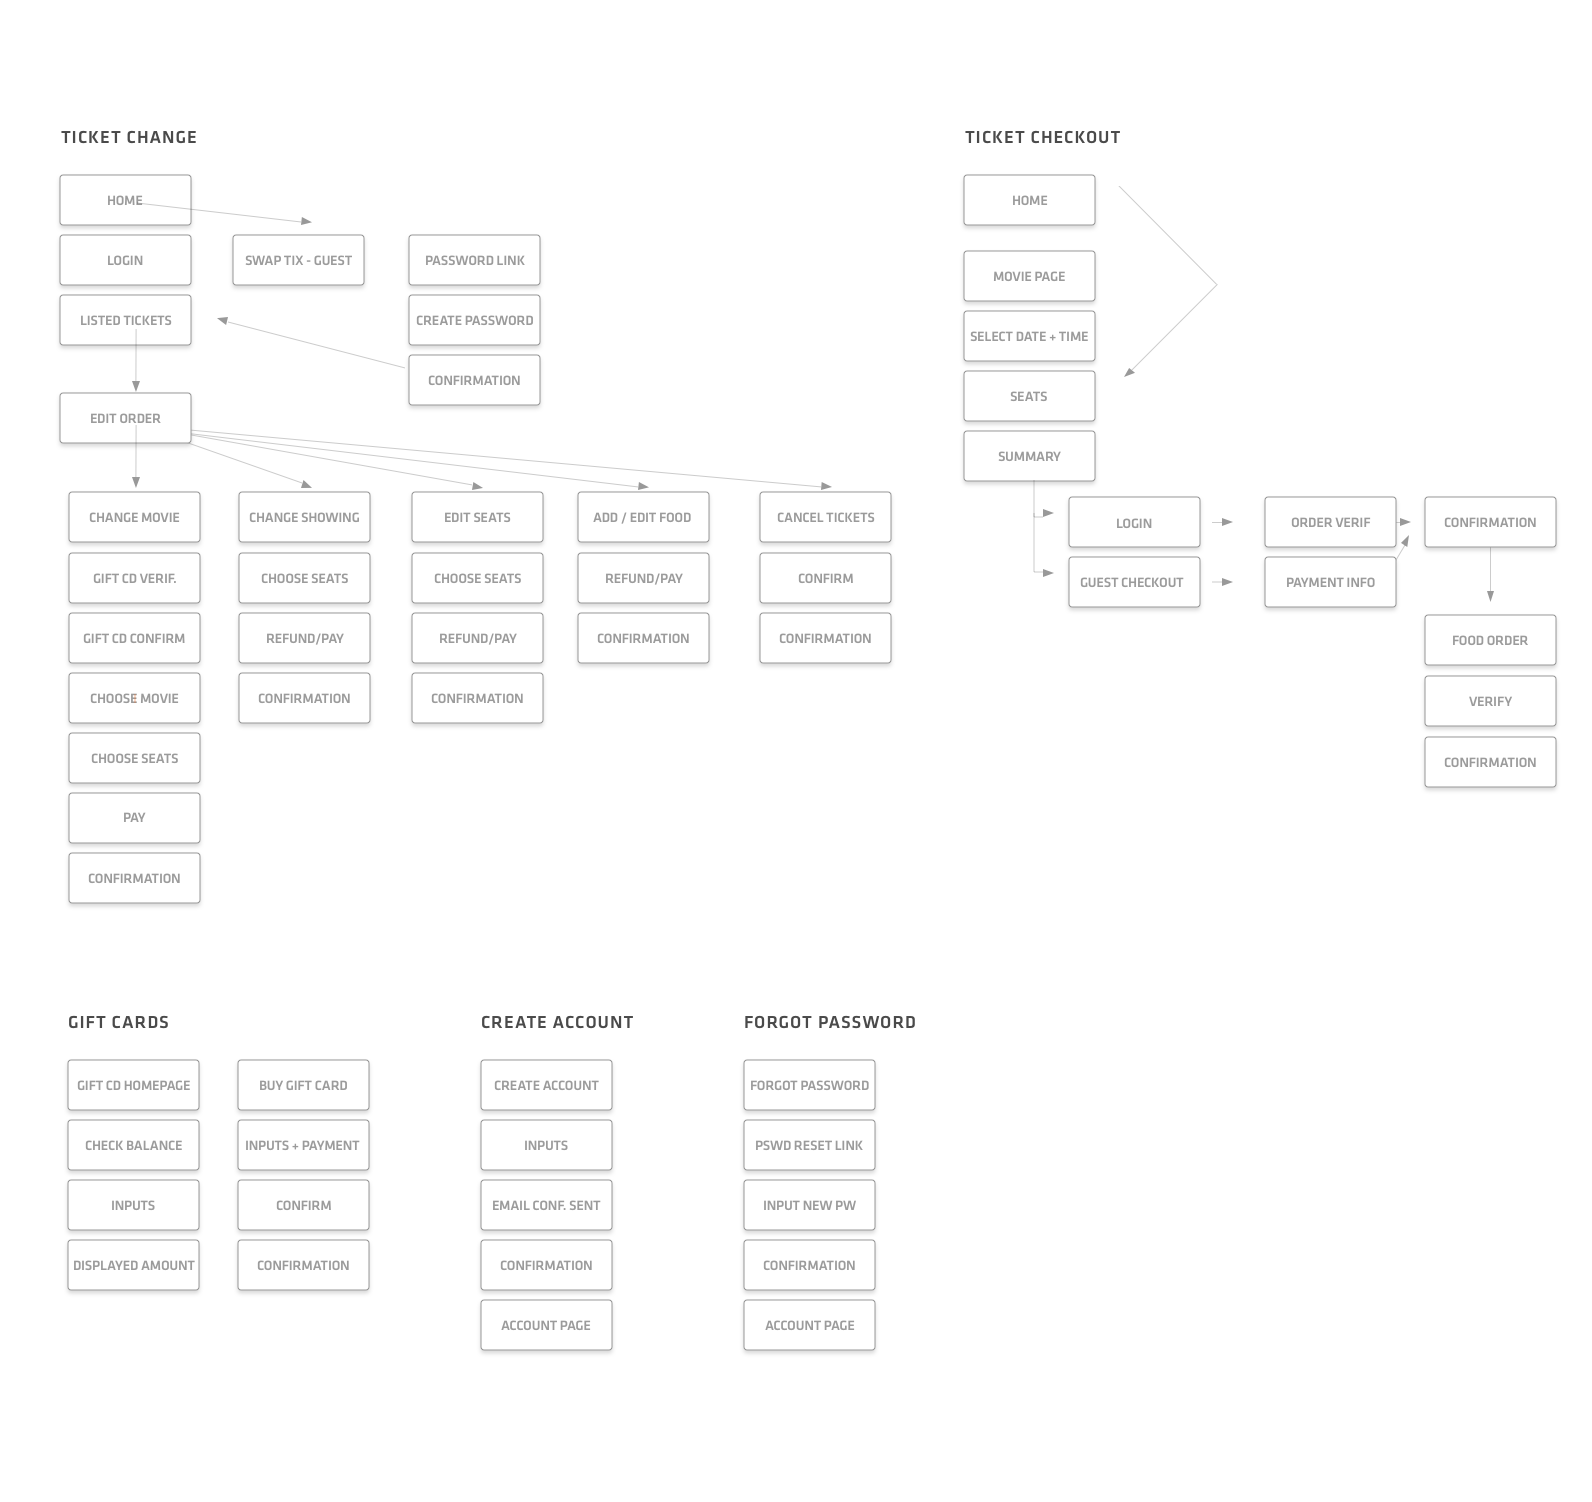 TICKET CHANGE
HOME
LOGIN
SWAP TIX - GUEST
PASSWORD LINK
LISTED TICKETS
CREATE PASSWORD
CONFIRMATION
EDIT ORDER
CHANGE MOVIE
GIFT CD VERIF.
GIFT CD CONFIRM
CHOOSE MOVIE
CHOOSE SEATS
PAY
CONFIRMATION
CHANGE SHOWING
CHOOSE SEATS
REFUND/PAY
CONFIRMATION
EDIT SEATS
CHOOSE SEATS
REFUND/PAY
CONFIRMATION
ADD / EDIT FOOD
REFUND/PAY
CONFIRMATION
CANCEL TICKETS
CONFIRM
CONFIRMATION
TICKET CHECKOUT
HOME
MOVIE PAGE
SELECT DATE + TIME
SEATS
SUMMARY
LOGIN
GUEST CHECKOUT
ORDER VERIF
PAYMENT INFO
CONFIRMATION
FOOD ORDER
VERIFY
CONFIRMATION
GIFT CARDS
GIFT CD HOMEPAGE
CHECK BALANCE
INPUTS
DISPLAYED AMOUNT
BUY GIFT CARD
INPUTS + PAYMENT
CONFIRM
CONFIRMATION
CREATE ACCOUNT
CREATE ACCOUNT
INPUTS
EMAIL CONF. SENT
CONFIRMATION
ACCOUNT PAGE
FORGOT PASSWORD
FORGOT PASSWORD
PSWD RESET LINK
INPUT NEW PW
CONFIRMATION
ACCOUNT PAGE